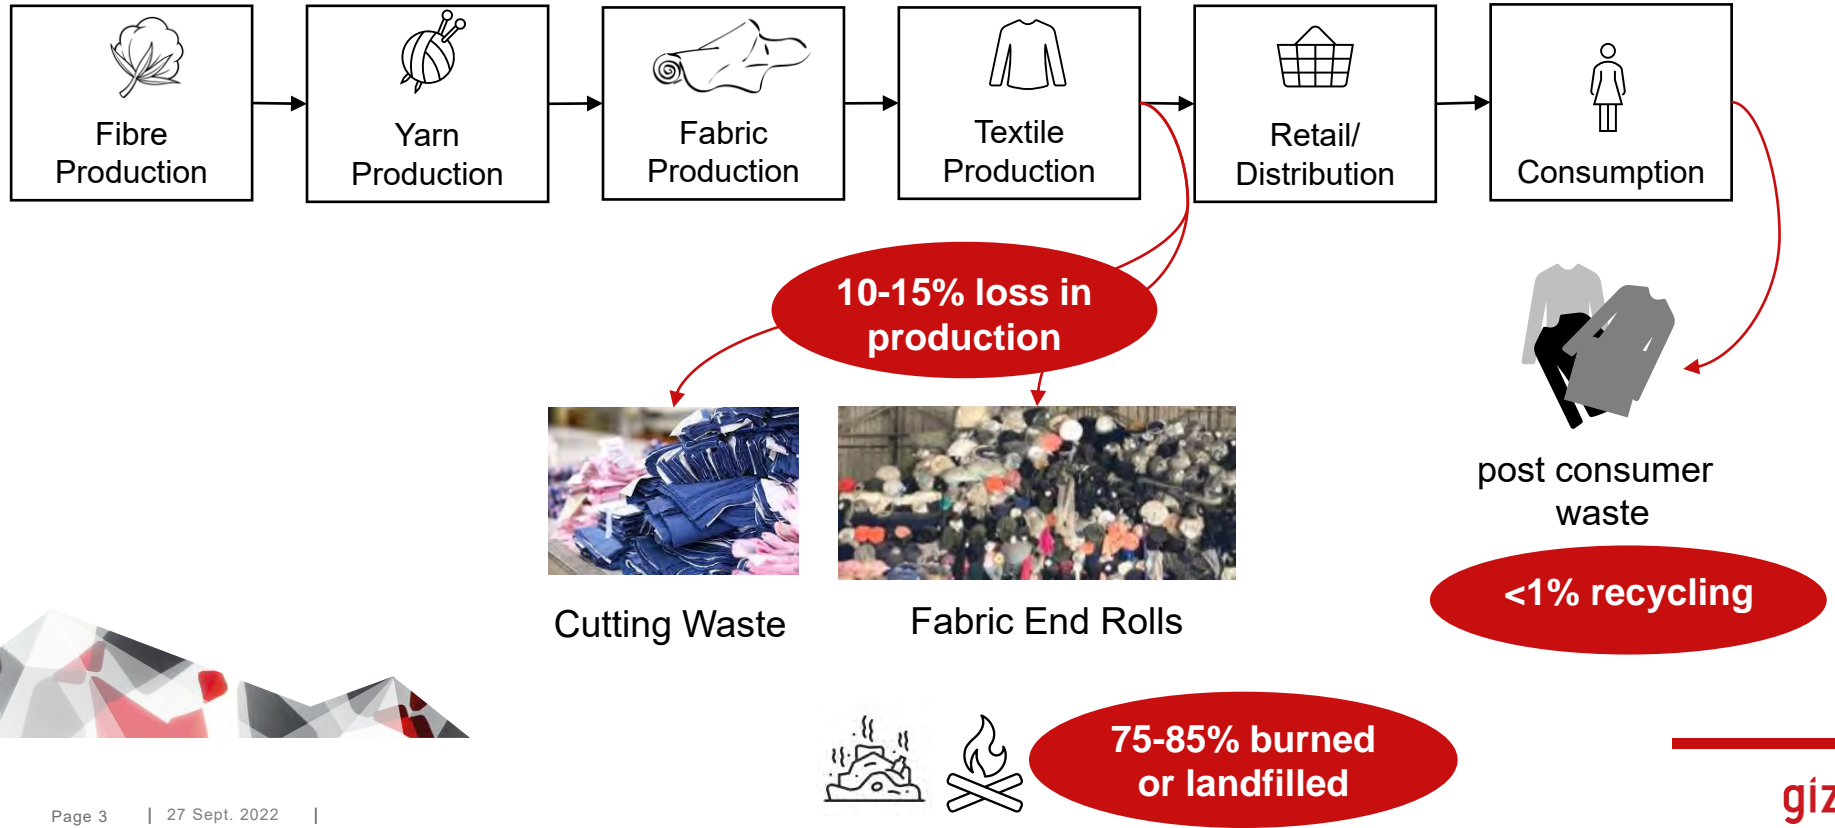 Fibre
Production
Yarn
Production
Fabric
Production
Textile
Production
Retail/
Distribution
Consumption
10-15% loss in
production
Cutting Waste
Fabric End Rolls
post consumer
waste
<1% recycling
75-85% burned
or landfilled
Page 3 | 27 Sept. 2022 |
giz